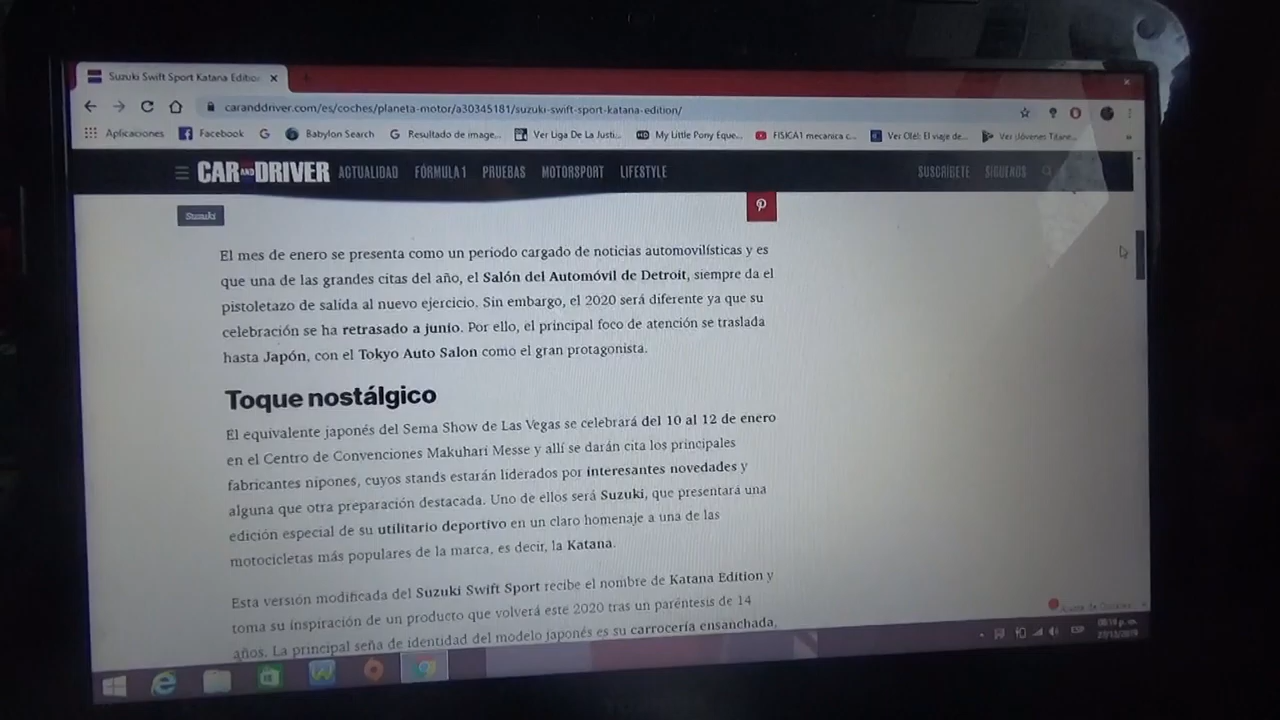 Suzuki Swift Sport Katana Edition
caranddriver.com/es/coches/planeta-motor/a30345181/suzuki-swift-sport-katana-edition/
Aplicaciones Facebook Babylon Search Resultado de image... Ver Liga De La Justi... My Little Pony Eque... FISICA1 mecanica c... Ver Olé!: El viaje de... Ver ¡Jóvenes Titane...
CAR AND DRIVER ACTUALIDAD FÓRMULA 1 PRUEBAS MOTORSPORT LIFESTYLE SUSCRÍBETE SÍGUENOS
Suzuki
El mes de enero se presenta como un periodo cargado de noticias automovilísticas y es
que una de las grandes citas del año, el Salón del Automóvil de Detroit, siempre da el
pistoletazo de salida al nuevo ejercicio. Sin embargo, el 2020 será diferente ya que su
celebración se ha retrasado a junio. Por ello, el principal foco de atención se traslada
hasta Japón, con el Tokyo Auto Salon como el gran protagonista.
Toque nostálgico
El equivalente japonés del Sema Show de Las Vegas se celebrará del 10 al 12 de enero
en el Centro de Convenciones Makuhari Messe y allí se darán cita los principales
fabricantes nipones, cuyos stands estarán liderados por interesantes novedades y
alguna que otra preparación destacada. Uno de ellos será Suzuki, que presentará una
edición especial de su utilitario deportivo en un claro homenaje a una de las
motocicletas más populares de la marca, es decir, la Katana.
Esta versión modificada del Suzuki Swift Sport recibe el nombre de Katana Edition y
toma su inspiración de un producto que volverá este 2020 tras un paréntesis de 14
años. La principal seña de identidad del modelo japonés es su carrocería ensanchada,
ESP